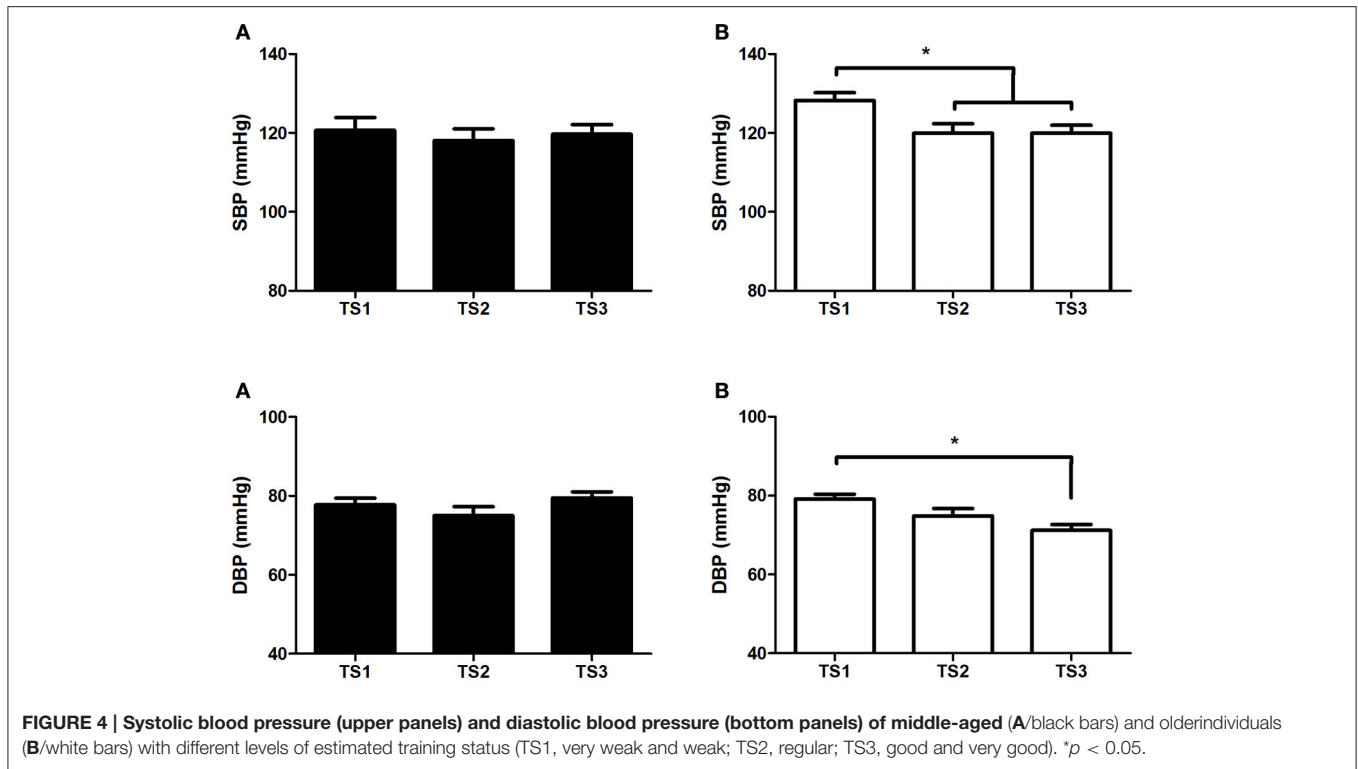 A
140
120
100
80
SBP (mmHg)
TS1 TS2 TS3
B
*
140
120
100
80
SBP (mmHg)
TS1 TS2 TS3
A
100
80
60
40
DBP (mmHg)
TS1 TS2 TS3
B
*
100
80
60
40
DBP (mmHg)
TS1 TS2 TS3
FIGURE 4 | Systolic blood pressure (upper panels) and diastolic blood pressure (bottom panels) of middle-aged (A/black bars) and olderindividuals
(B/white bars) with different levels of estimated training status (TS1, very weak and weak; TS2, regular; TS3, good and very good). *p < 0.05.